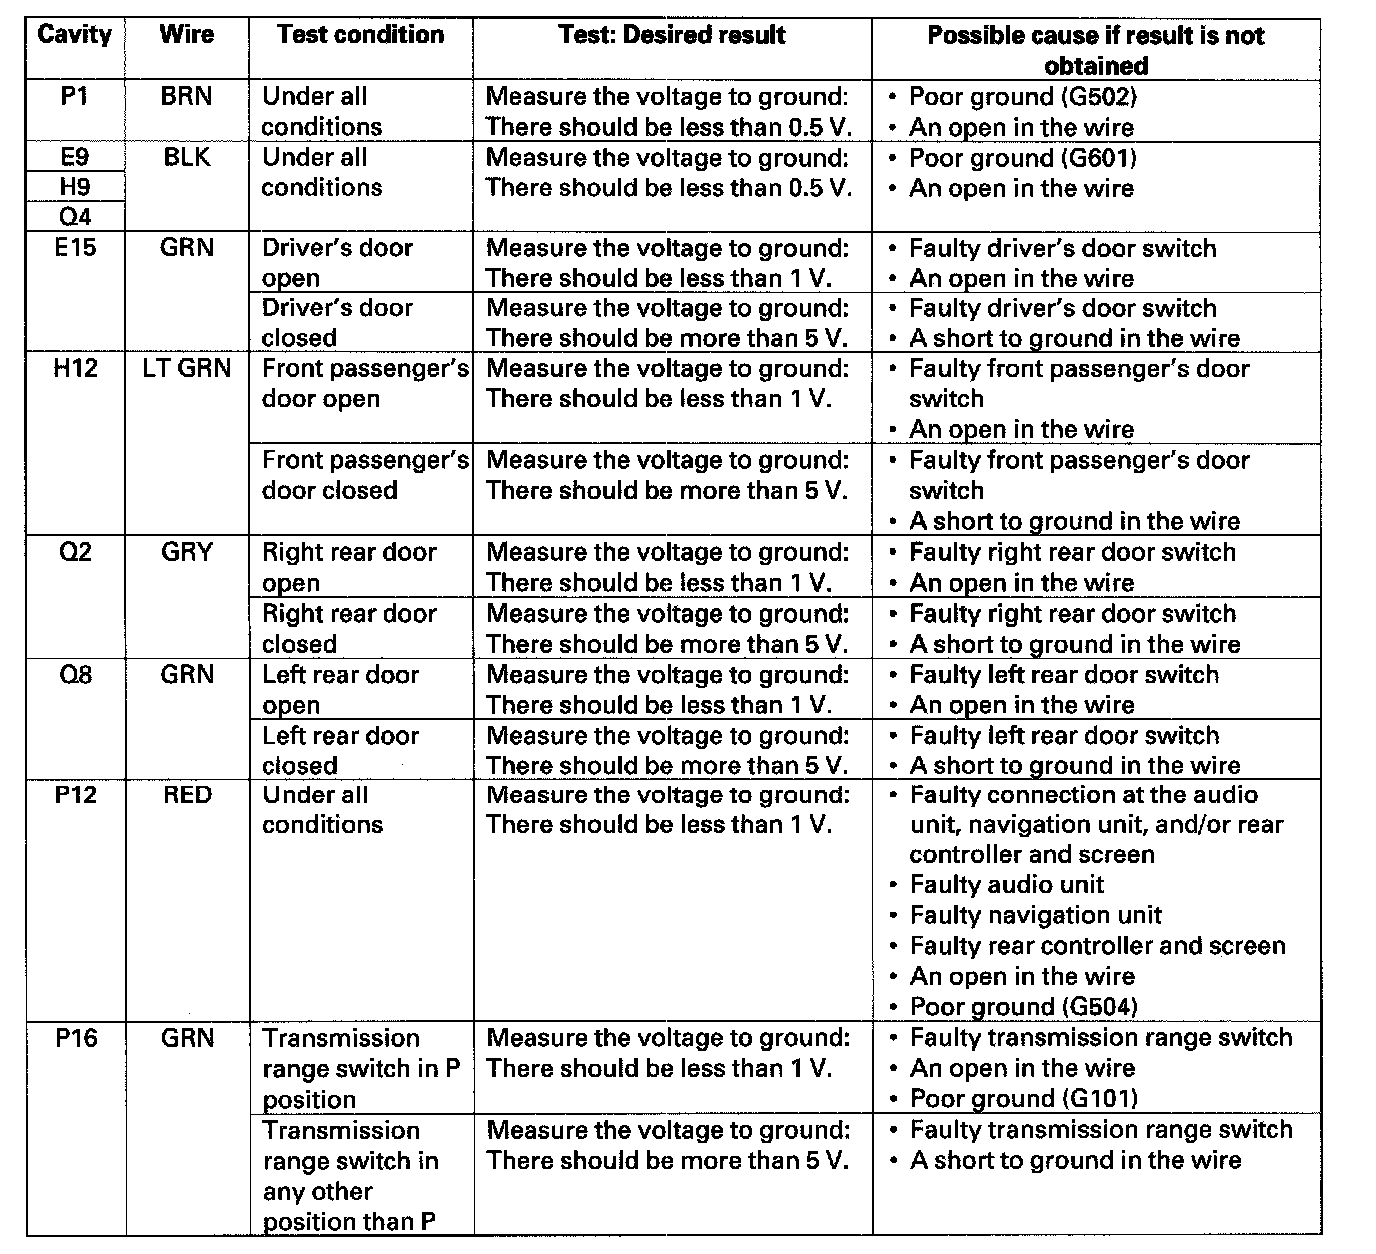 Cavity Wire Test condition Test: Desired result Possible cause if result is not
obtained
P1 BRN Under all Measure the voltage to ground: • Poor ground (G502)
conditions There should be less than 0.5 V. • An open in the wire
E9 BLK Under all Measure the voltage to ground: • Poor ground (G601)
H9 conditions There should be less than 0.5 V. • An open in the wire
Q4
E15 GRN Driver's door Measure the voltage to ground: • Faulty driver's door switch
open There should be less than 1 V. • An open in the wire
Driver's door Measure the voltage to ground: • Faulty driver's door switch
closed There should be more than 5 V. • A short to ground in the wire
H12 LT GRN Front passenger's Measure the voltage to ground: • Faulty front passenger's door
door open There should be less than 1 V. switch
• An open in the wire
Front passenger's Measure the voltage to ground: • Faulty front passenger's door
door closed There should be more than 5 V. switch
• A short to ground in the wire
Q2 GRY Right rear door Measure the voltage to ground: • Faulty right rear door switch
open There should be less than 1 V. • An open in the wire
Right rear door Measure the voltage to ground: • Faulty right rear door switch
closed There should be more than 5 V. • A short to ground in the wire
Q8 GRN Left rear door Measure the voltage to ground: • Faulty left rear door switch
open There should be less than 1 V. • An open in the wire
Left rear door Measure the voltage to ground: • Faulty left rear door switch
closed There should be more than 5 V. • A short to ground in the wire
P12 RED Under all Measure the voltage to ground: • Faulty connection at the audio
conditions There should be less than 1 V. unit, navigation unit, and/or rear
controller and screen
• Faulty audio unit
• Faulty navigation unit
• Faulty rear controller and screen
• An open in the wire
• Poor ground (G504)
P16 GRN Transmission Measure the voltage to ground: • Faulty transmission range switch
range switch in P There should be less than 1 V. • An open in the wire
position • Poor ground (G101)
Transmission Measure the voltage to ground: • Faulty transmission range switch
range switch in There should be more than 5 V. • A short to ground in the wire
any other
position than P